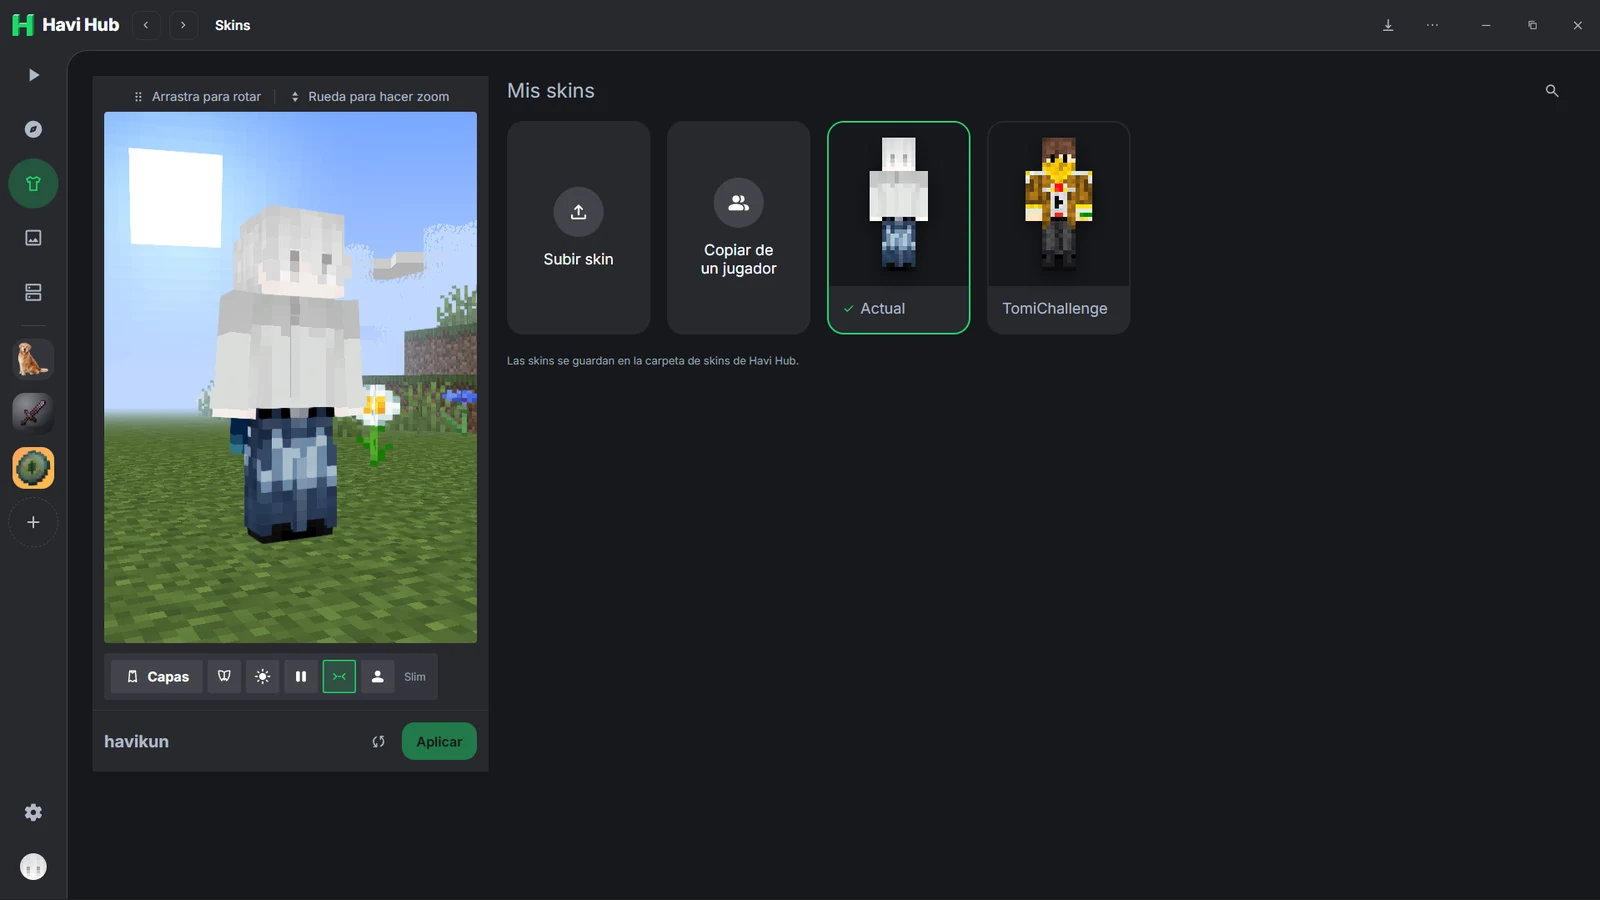 Havi Hub
Skins
Arrastra para rotar
Rueda para hacer zoom
Mis skins
Subir skin
Copiar de
un jugador
Actual
TomiChallenge
Las skins se guardan en la carpeta de skins de Havi Hub.
Capas
Slim
havikun
Aplicar